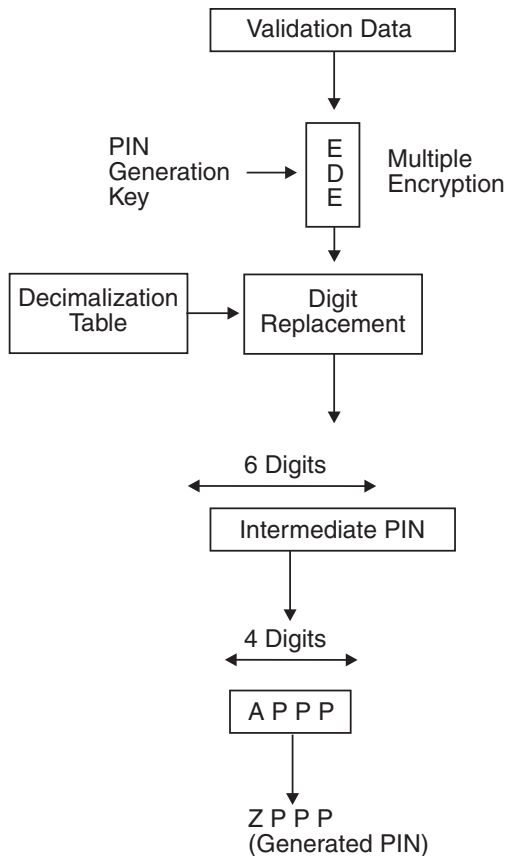 Validation Data
PIN
Generation
Key
E
D
E
Multiple
Encryption
Decimalization
Table
Digit
Replacement
6 Digits
Intermediate PIN
4 Digits
A P P P
Z P P P
(Generated PIN)